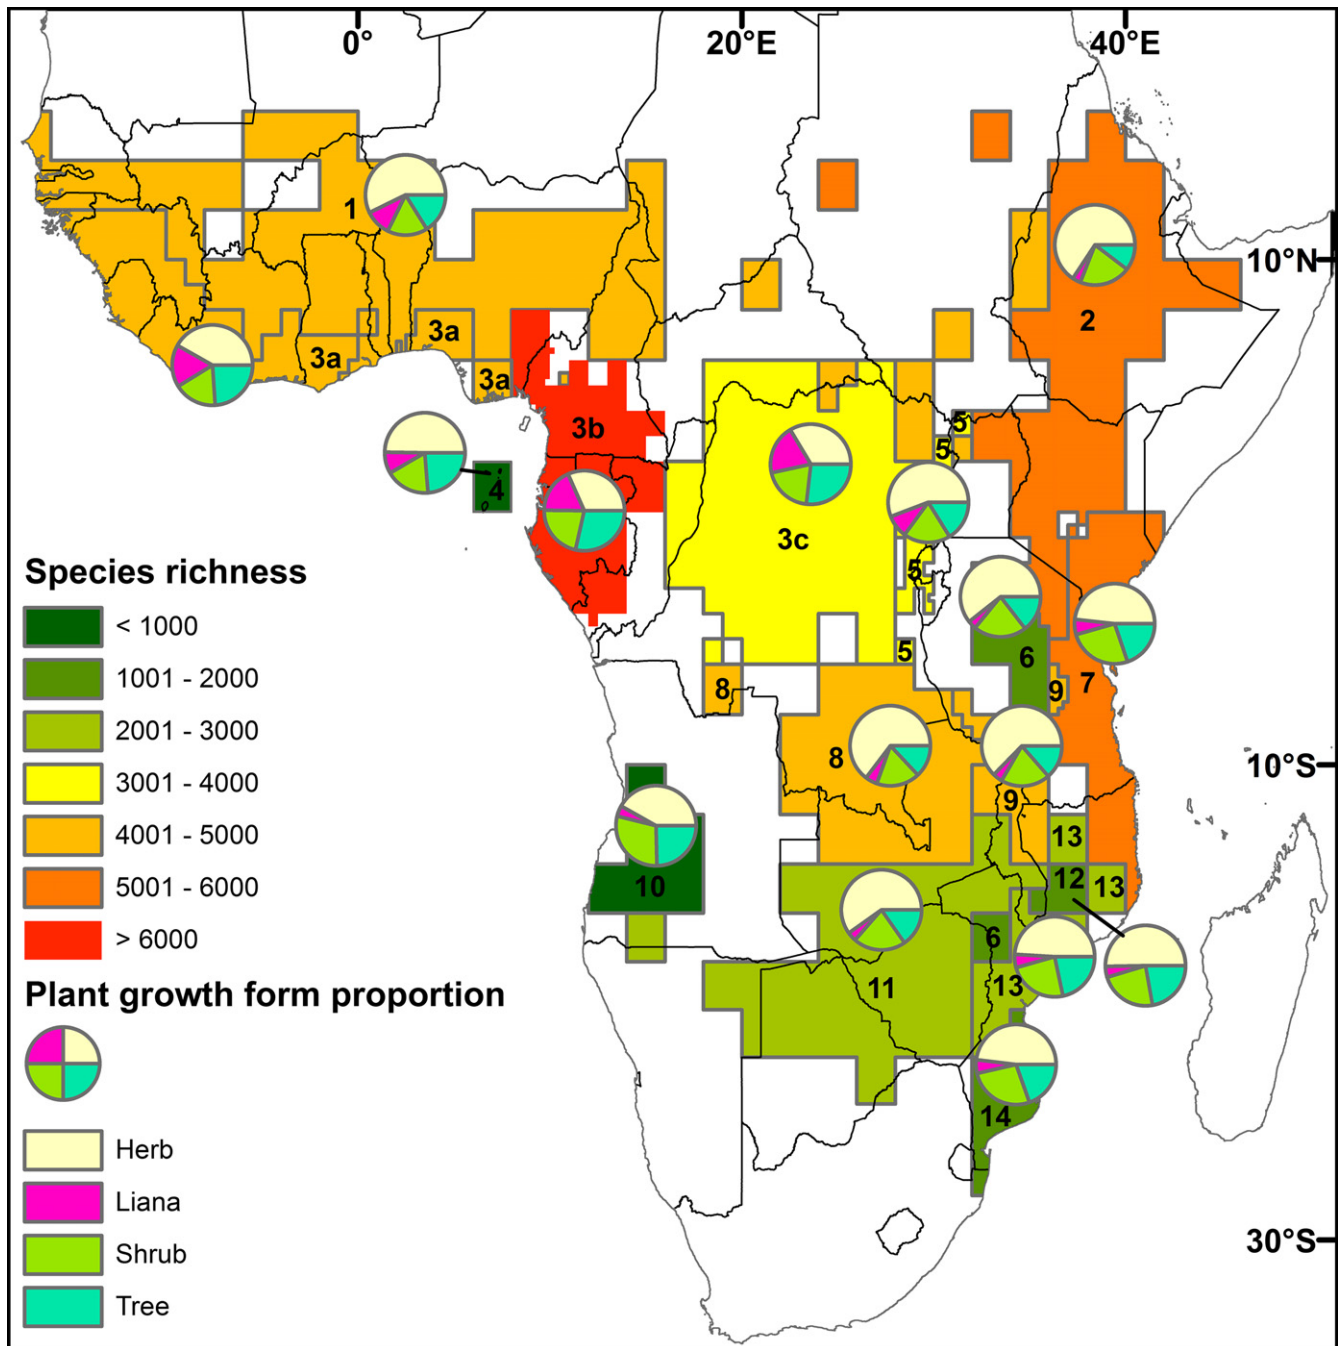 0°
20°E
40°E
10°N
10°S
30°S
1
2
3a
3a
3a
3b
3c
4
5
5
5
5
6
6
7
8
8
9
9
10
11
12
13
13
13
14
Species richness
< 1000
1001 - 2000
2001 - 3000
3001 - 4000
4001 - 5000
5001 - 6000
> 6000
Plant growth form proportion
Herb
Liana
Shrub
Tree